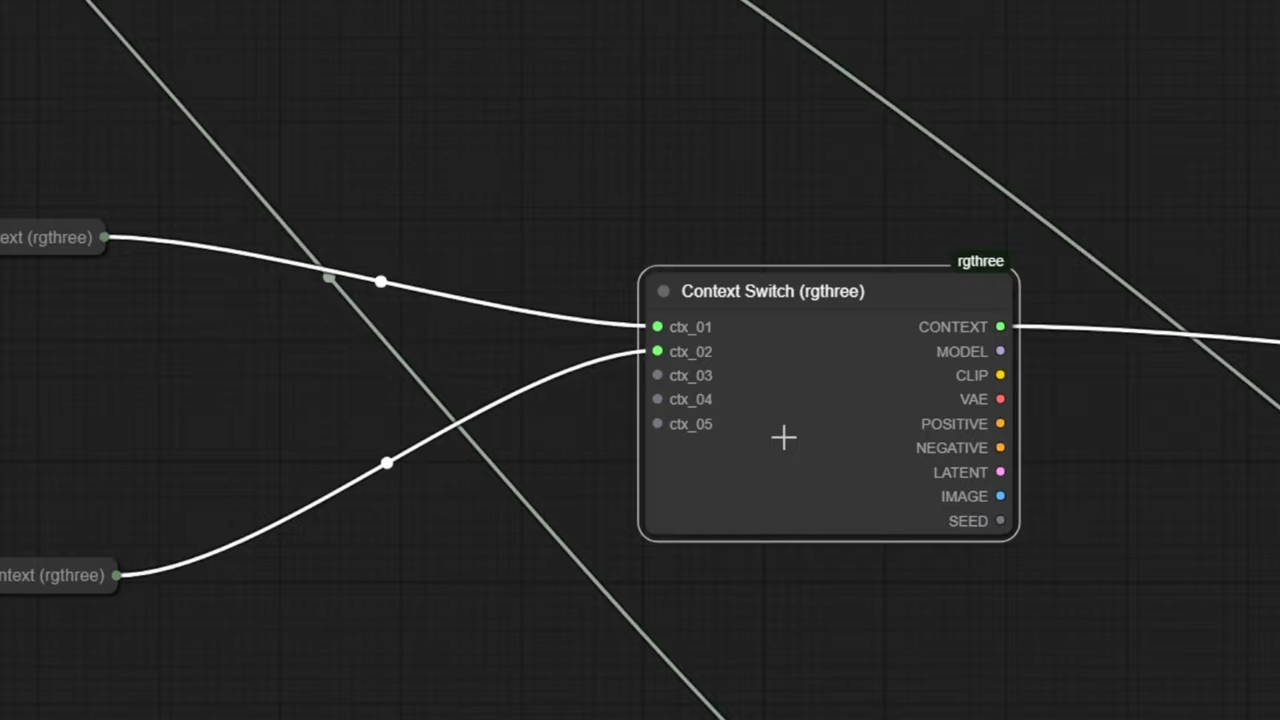 ext (rgthree)
rgthree
Context Switch (rgthree)
ctx_01 CONTEXT
ctx_02 MODEL
ctx_03 CLIP
ctx_04 VAE
ctx_05 POSITIVE
NEGATIVE
LATENT
IMAGE
SEED
ntext (rgthree)